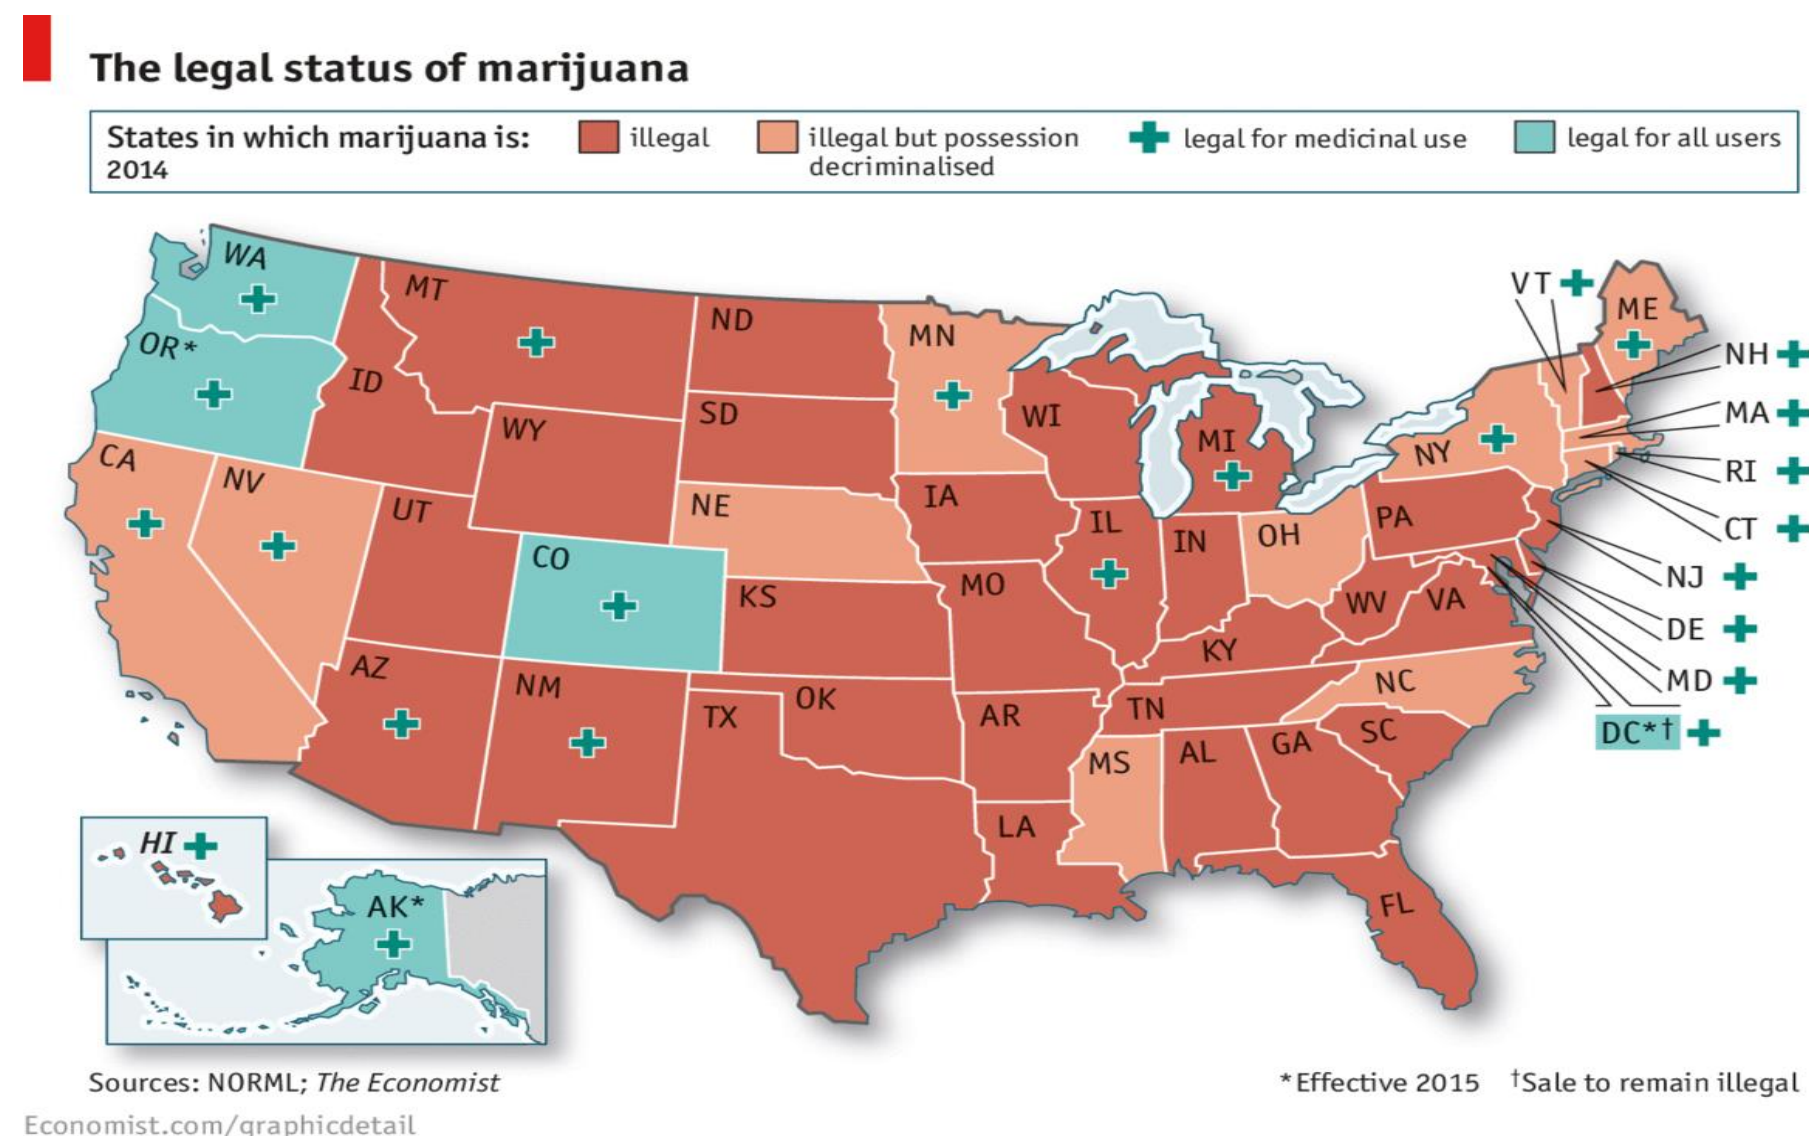 The legal status of marijuana
States in which marijuana is:
2014
illegal
illegal but possession
decriminalised
legal for medicinal use
legal for all users
WA
MT
ND
MN
VT
ME
OR*
ID
SD
WI
MI
NH
WY
MA
CA
NV
NY
RI
UT
NE
IA
IL
IN
OH
PA
CT
CO
MO
KS
WV
VA
NJ
DE
KY
AZ
NM
OK
TX
AR
TN
NC
MD
SC
DC*†
MS
AL
GA
LA
HI
AK*
FL
Sources: NORML; The Economist
*Effective 2015 †Sale to remain illegal
Economist.com/graphicdetail